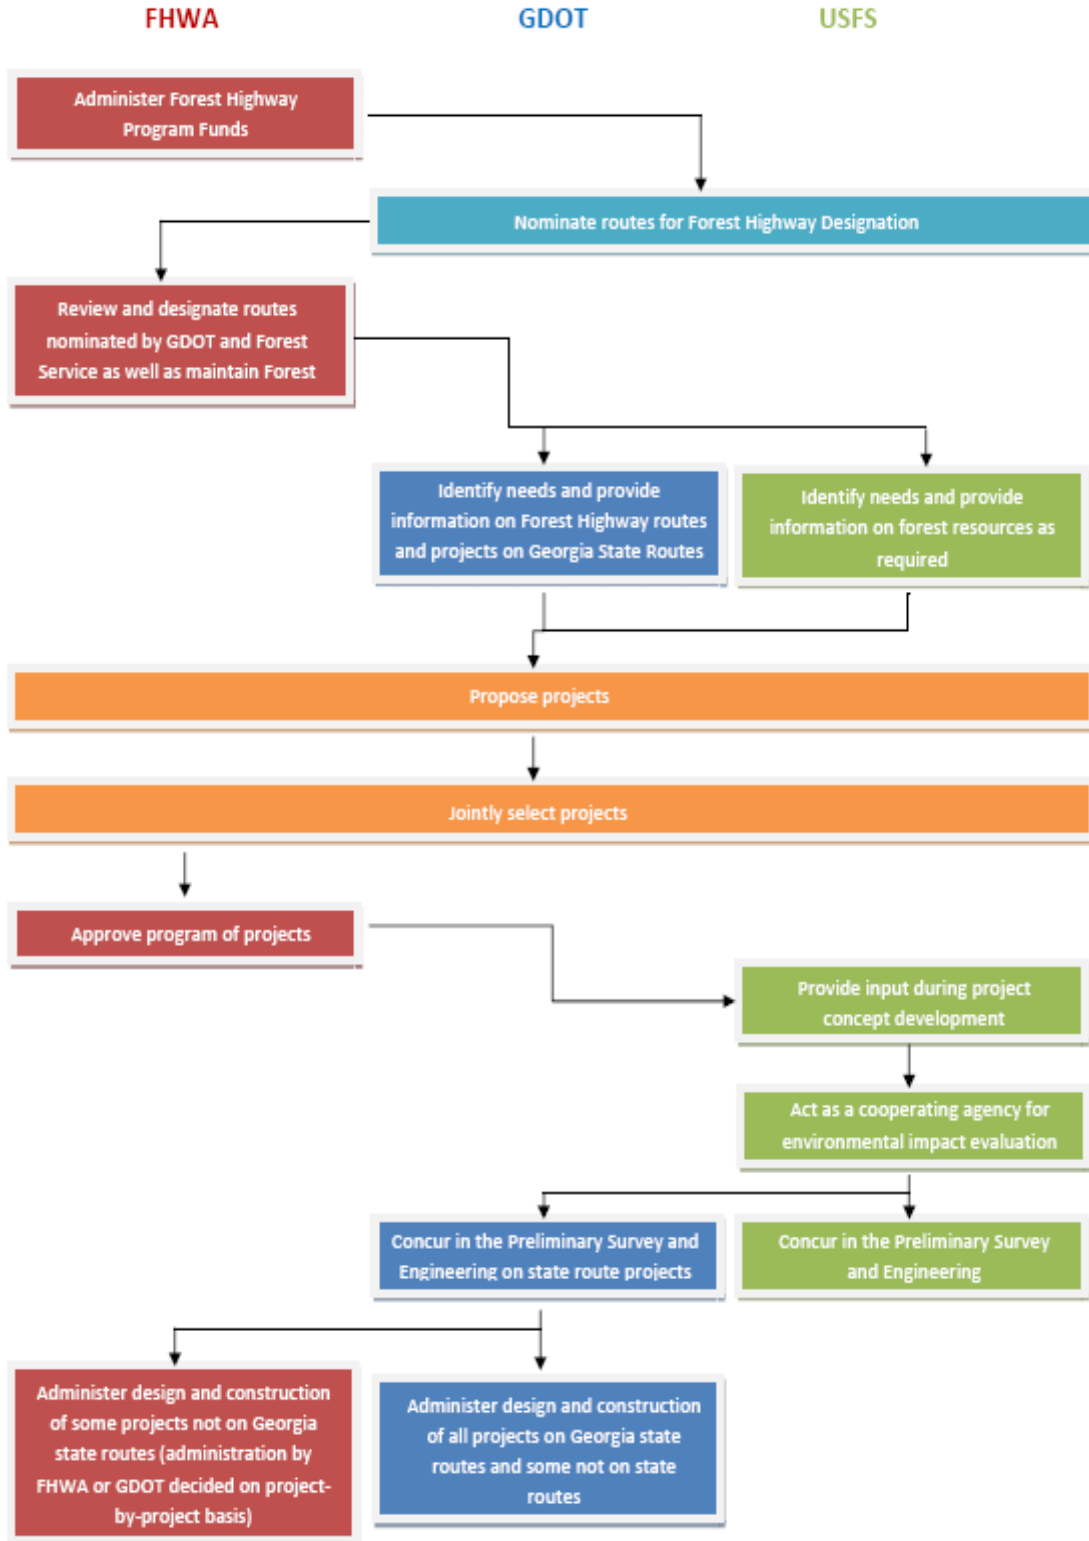 FHWA
GDOT
USFS
Administer Forest Highway
Program Funds
Nominate routes for Forest Highway Designation
Review and designate routes
nominated by GDOT and Forest
Service as well as maintain Forest
Identify needs and provide
information on Forest Highway routes
and projects on Georgia State Routes
Identify needs and provide
information on forest resources as
required
Propose projects
Jointly select projects
Approve program of projects
Provide input during project
concept development
Act as a cooperating agency for
environmental impact evaluation
Concur in the Preliminary Survey and
Engineering on state route projects
Concur in the Preliminary Survey
and Engineering
Administer design and construction
of some projects not on Georgia
state routes (administration by
FHWA or GDOT decided on project-
by-project basis)
Administer design and construction
of all projects on Georgia state
routes and some not on state
routes